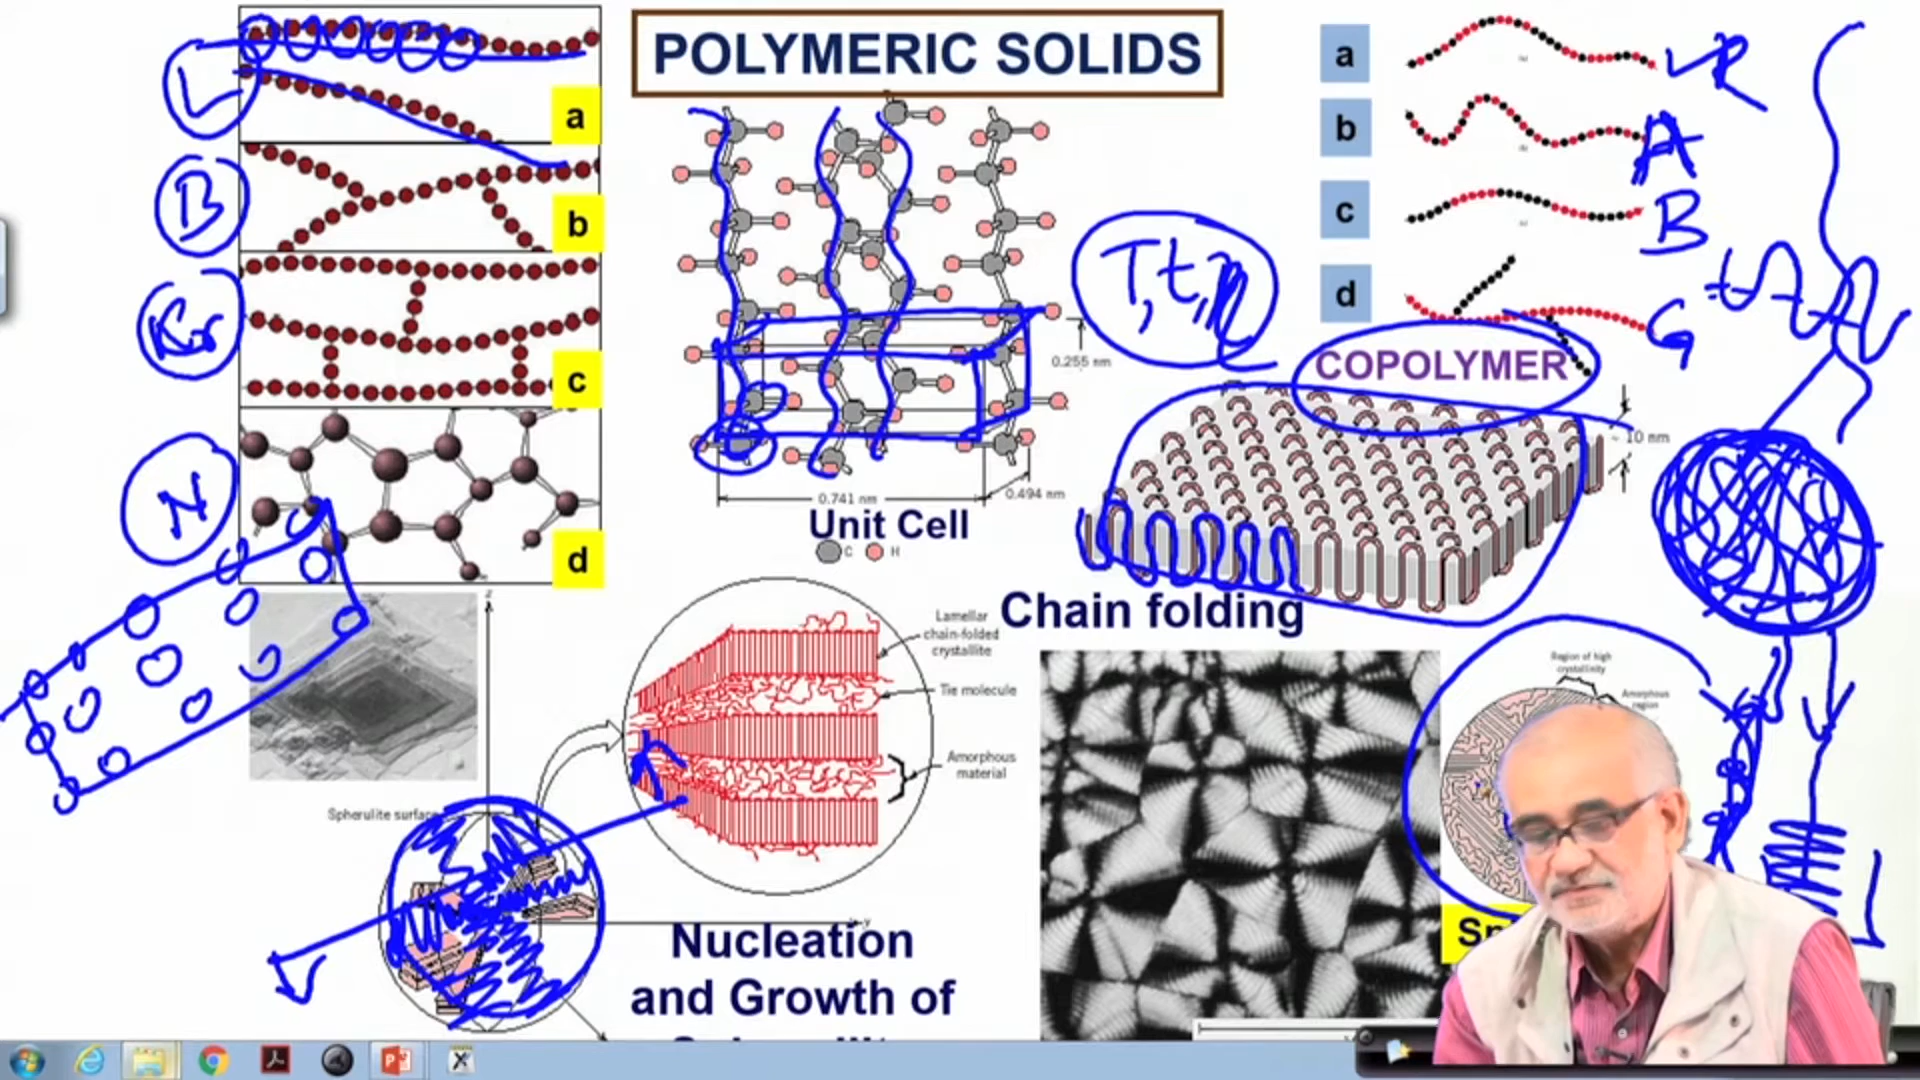 POLYMERIC SOLIDS
L
a
B
b
c
N
d
a
R
b
A
c
B
d
G
T, t, R
COPOLYMER
0.255 nm
~ 10 nm
0.741 nm
0.494 nm
Unit Cell
C H
Chain folding
Lamellar
chain-folded
crystallite
Tie molecule
Amorphous
material
z
y
Spherulite surface
Region of high
crystallinity
Amorphous
region
Nucleation
and Growth of